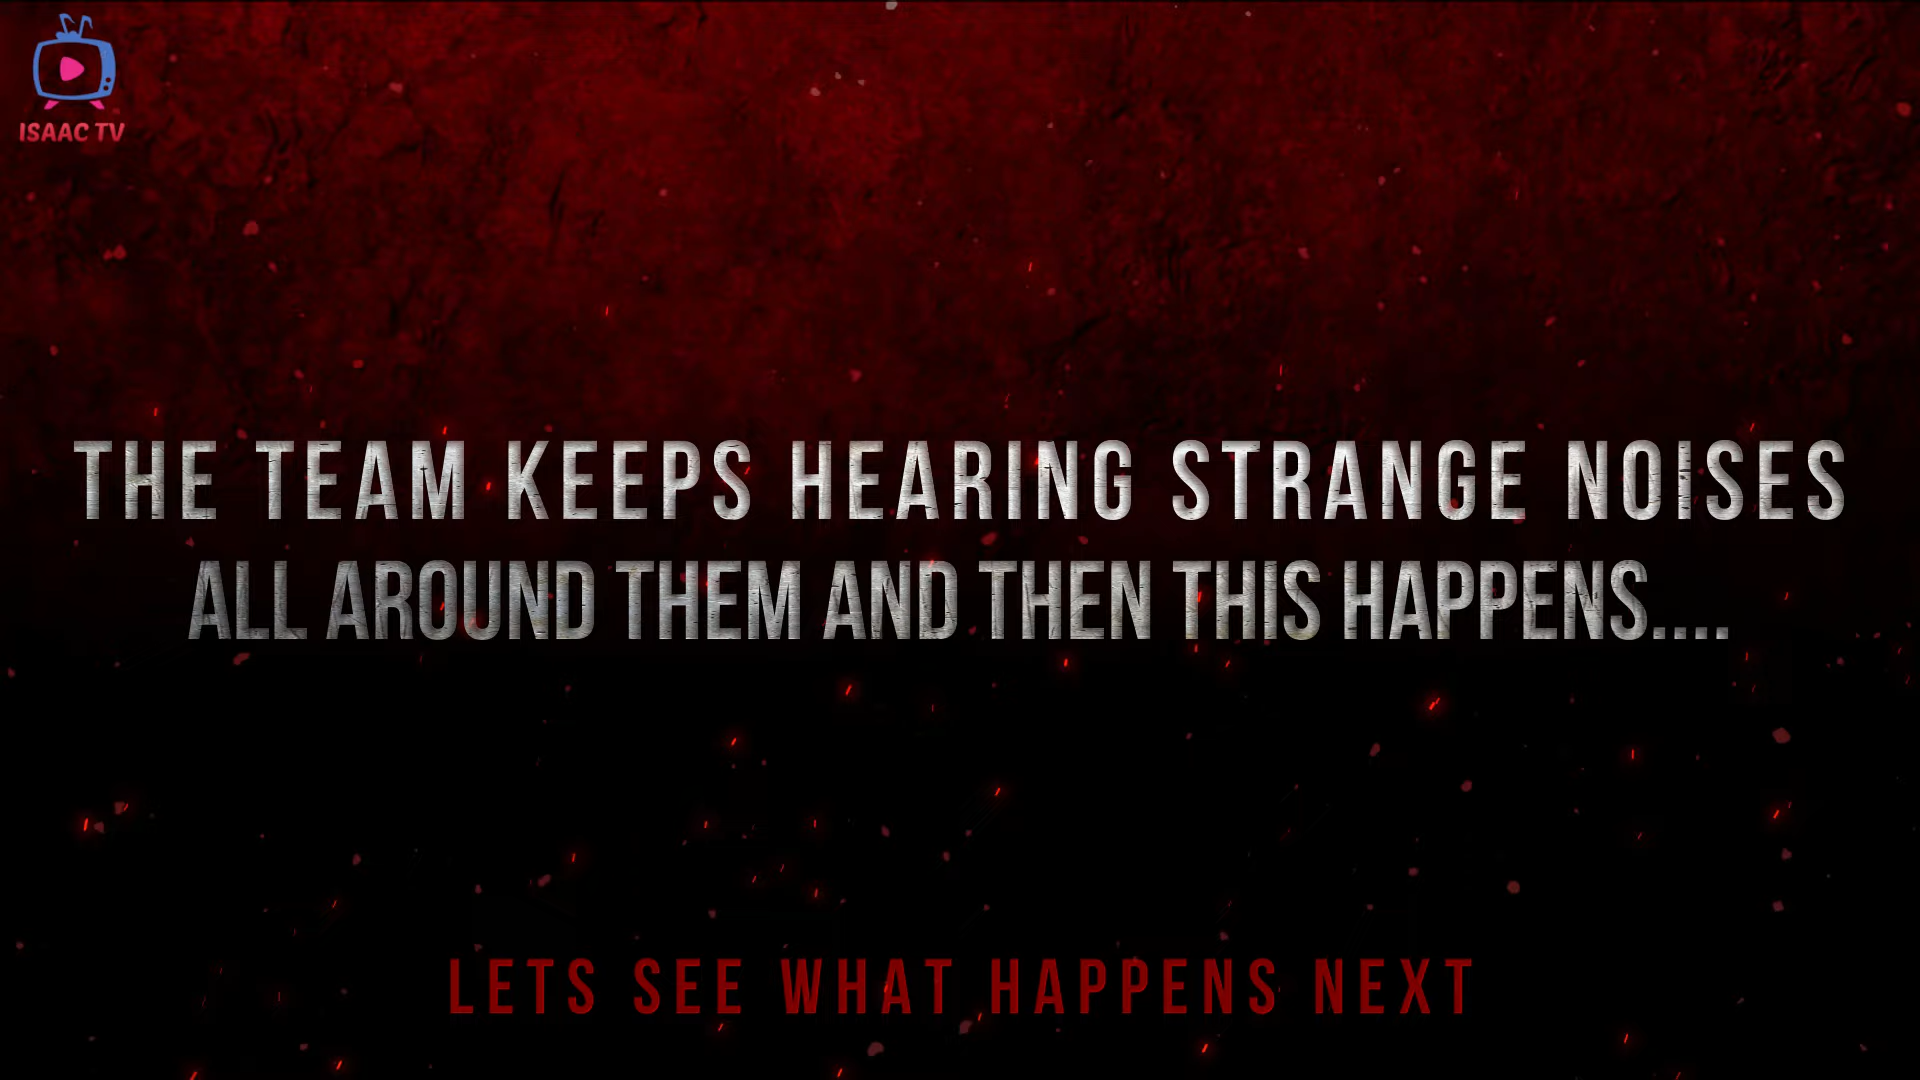 ISAAC TV
THE TEAM KEEPS HEARING STRANGE NOISES
ALL AROUND THEM AND THEN THIS HAPPENS....
LETS SEE WHAT HAPPENS NEXT